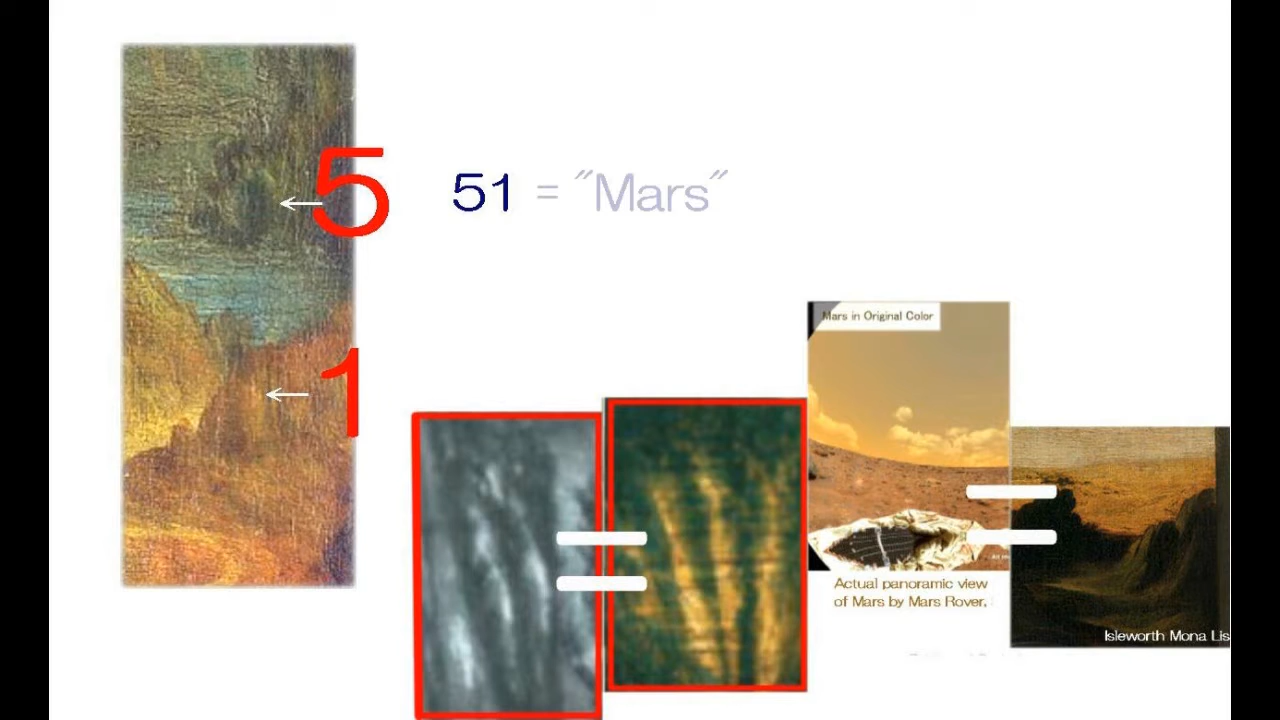 5
51 = "Mars"
1
Mars in Original Color
Actual panoramic view
of Mars by Mars Rover,
Isleworth Mona Lis